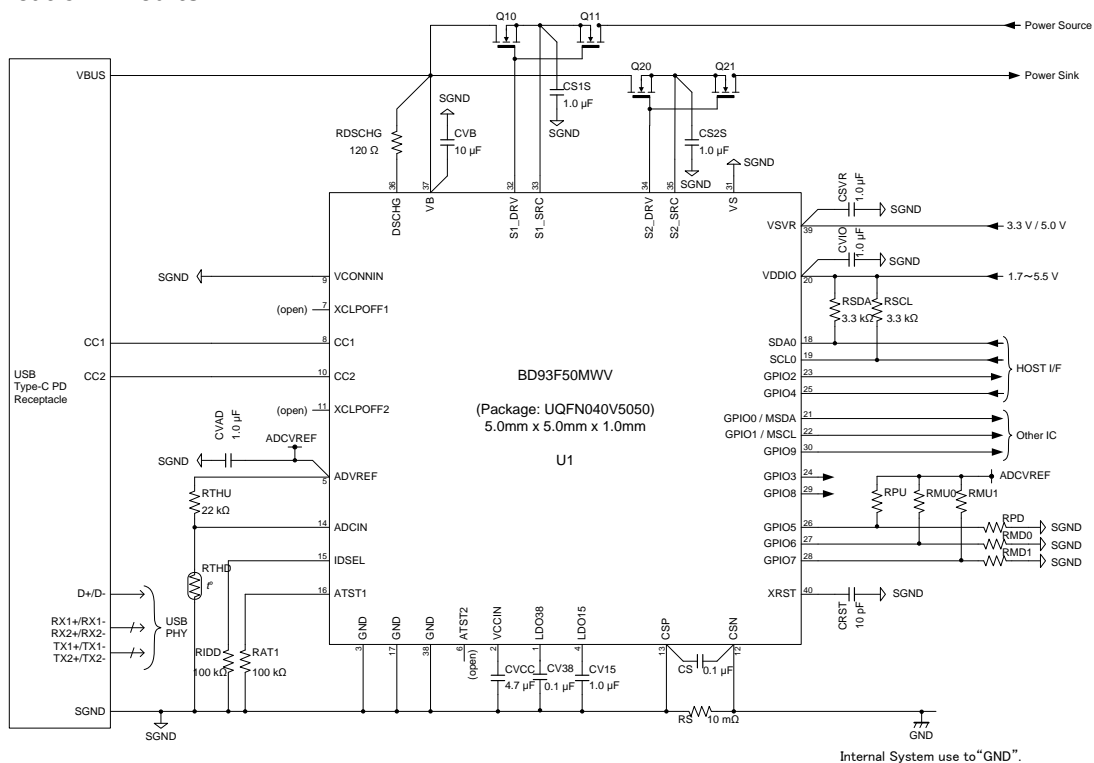 Q10
Q11
Power Source
VBUS
Q20
Q21
Power Sink
SGND
CS1S
1.0 µF
SGND
RDSCHG
120 Ω
CVB
10 µF
CS2S
1.0 µF
SGND
SGND
36
37
32
33
34
35
31
DSCHG
VB
S1_DRV
S1_SRC
S2_DRV
S2_SRC
VS
CSVR
1.0 µF
SGND
VSVR
39
3.3 V / 5.0 V
CVIO
1.0 µF
SGND
VDDIO
20
1.7～5.5 V
SGND
9
VCONNIN
(open)
7
XCLPOFF1
RSDA
3.3 kΩ
RSCL
3.3 kΩ
CC1
8
CC1
SDA0
18
SCL0
19
HOST I/F
CC2
10
CC2
GPIO2
23
GPIO4
25
USB
Type-C PD
Receptacle
BD93F50MWV
(Package: UQFN040V5050)
5.0mm x 5.0mm x 1.0mm
U1
(open)
11
XCLPOFF2
GPIO0 / MSDA
21
GPIO1 / MSCL
22
GPIO9
30
Other IC
CVAD
1.0 µF
ADCVREF
SGND
5
ADVREF
GPIO3
24
GPIO8
29
ADCVREF
RPU
RMU0
RMU1
RTHU
22 kΩ
14
ADCIN
GPIO5
26
RPD
SGND
GPIO6
27
RMD0
SGND
GPIO7
28
RMD1
SGND
15
IDSEL
RTHD
t°
16
ATST1
XRST
40
CRST
10 pF
SGND
D+/D-
RX1+/RX1-
RX2+/RX2-
TX1+/TX1-
TX2+/TX2-
USB
PHY
RIDD
100 kΩ
RAT1
100 kΩ
GND
GND
GND
ATST2
VCCIN
LDO38
LDO15
CSP
CSN
3
17
38
6
2
1
4
13
12
(open)
CVCC
4.7 µF
CV38
0.1 µF
CV15
1.0 µF
CS
0.1 µF
SGND
SGND
RS
10 mΩ
GND
Internal System use to“GND”.